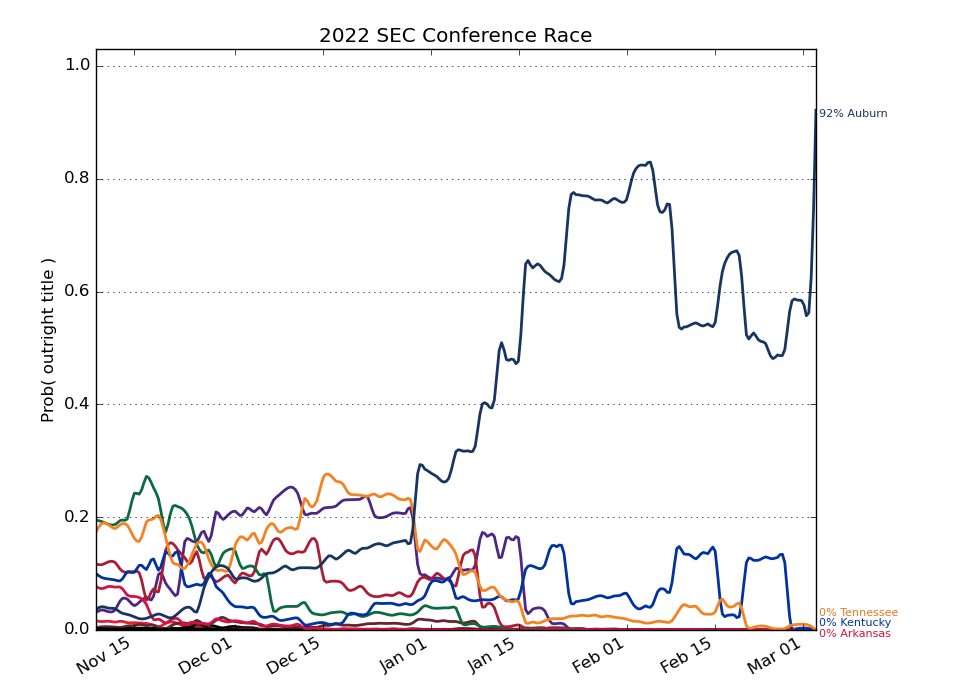 2022 SEC Conference Race
1.0
0.8
0.6
0.4
0.2
0.0
Prob( outright title )
92% Auburn
0% Tennessee
0% Kentucky
0% Arkansas
Nov 15
Dec 01
Dec 15
Jan 01
Jan 15
Feb 01
Feb 15
Mar 01